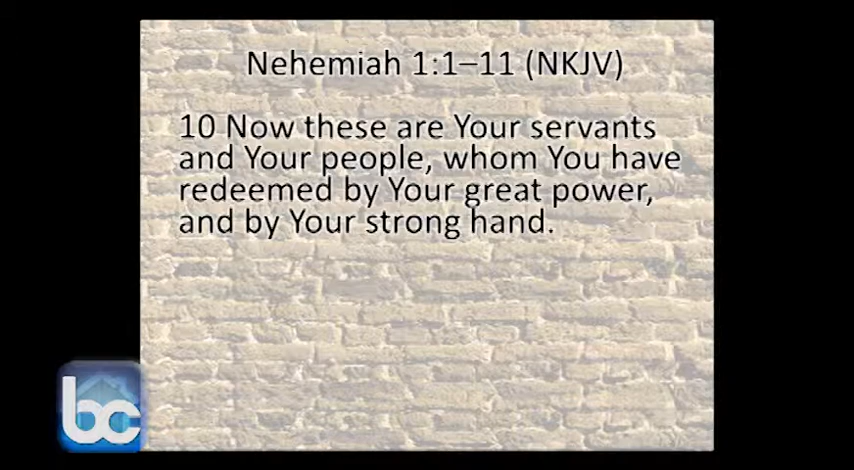 Nehemiah 1:1–11 (NKJV)
10 Now these are Your servants
and Your people, whom You have
redeemed by Your great power,
and by Your strong hand.
bc